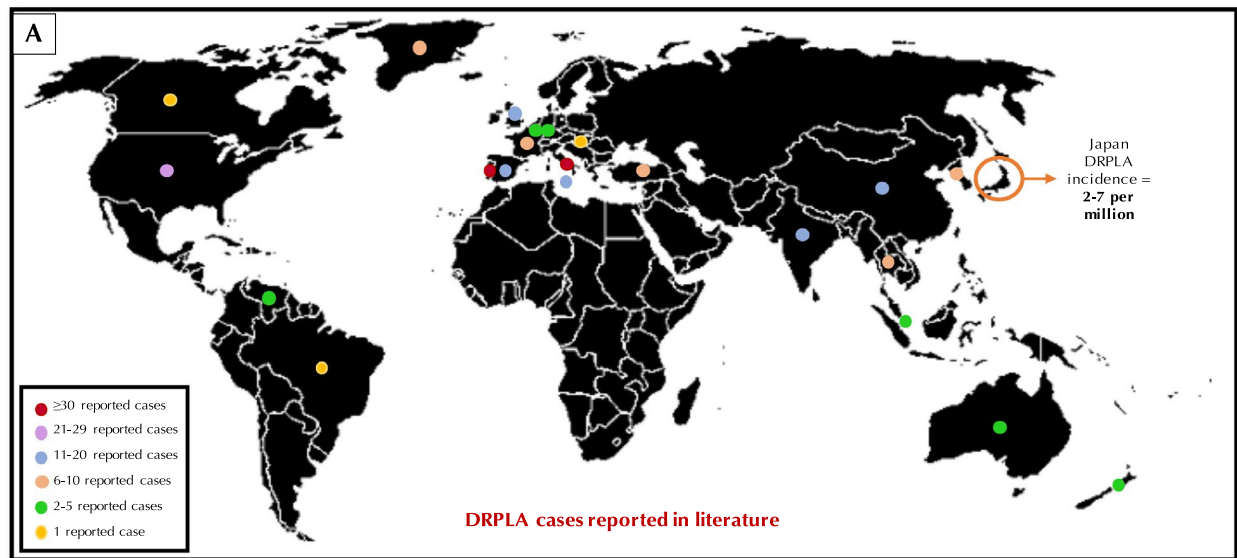 A
Japan
DRPLA
incidence =
2-7 per
million
≥30 reported cases
21-29 reported cases
11-20 reported cases
6-10 reported cases
2-5 reported cases
1 reported case
DRPLA cases reported in literature